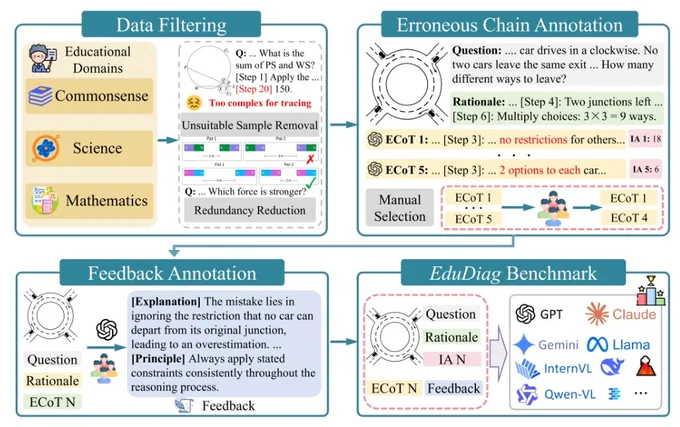 Data Filtering
Educational
Domains
Commonsense
Science
Mathematics
Q: ... What is the
sum of PS and WS?
[Step 1] Apply the ...
[Step 20] 150.
Too complex for tracing
Unsuitable Sample Removal
Pair 1
Pair 2
Pair 1
Pair 2
Q: ... Which force is stronger?
Redundancy Reduction
Erroneous Chain Annotation
Question: .... car drives in a clockwise. No
two cars leave the same exit ... How many
different ways to leave?
Rationale: ... [Step 4]: Two junctions left ...
[Step 6]: Multiply choices: 3×3 = 9 ways.
ECoT 1: ... [Step 3]: ... no restrictions for others...
IA 1: 18
. . .
ECoT 5: ... [Step 3]: ... 2 options to each car...
IA 5: 6
Manual
Selection
ECoT 1
...
ECoT 5
ECoT 1
ECoT 4
Feedback Annotation
Question
Rationale
ECoT N
[Explanation] The mistake lies in
ignoring the restriction that no car can
depart from its original junction,
leading to an overestimation. ...
[Principle] Always apply stated
constraints consistently throughout the
reasoning process.
Feedback
EduDiag Benchmark
Question
Rationale
IA N
ECoT N
Feedback
GPT
Claude
Gemini
Llama
InternVL
Qwen-VL
...